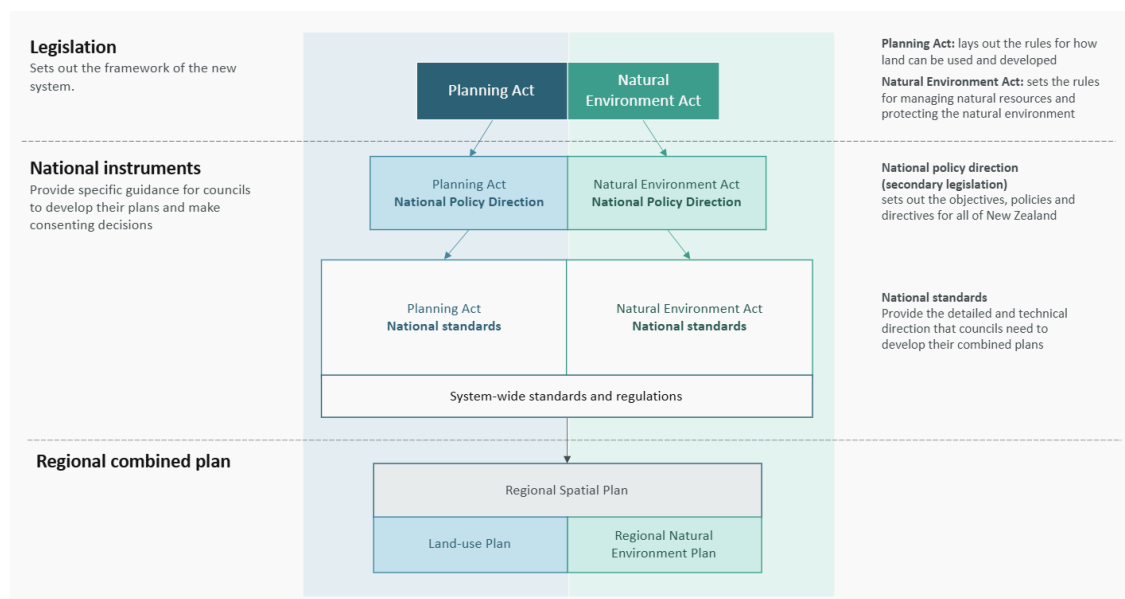 Legislation
Sets out the framework of the new
system.
Planning Act
Natural
Environment Act
Planning Act: lays out the rules for how
land can be used and developed
Natural Environment Act: sets the rules
for managing natural resources and
protecting the natural environment
National instruments
Provide specific guidance for councils
to develop their plans and make
consenting decisions
Planning Act
National Policy Direction
Natural Environment Act
National Policy Direction
National policy direction
(secondary legislation)
sets out the objectives, policies and
directives for all of New Zealand
Planning Act
National standards
Natural Environment Act
National standards
National standards
Provide the detailed and technical
direction that councils need to
develop their combined plans
System-wide standards and regulations
Regional combined plan
Regional Spatial Plan
Land-use Plan
Regional Natural
Environment Plan